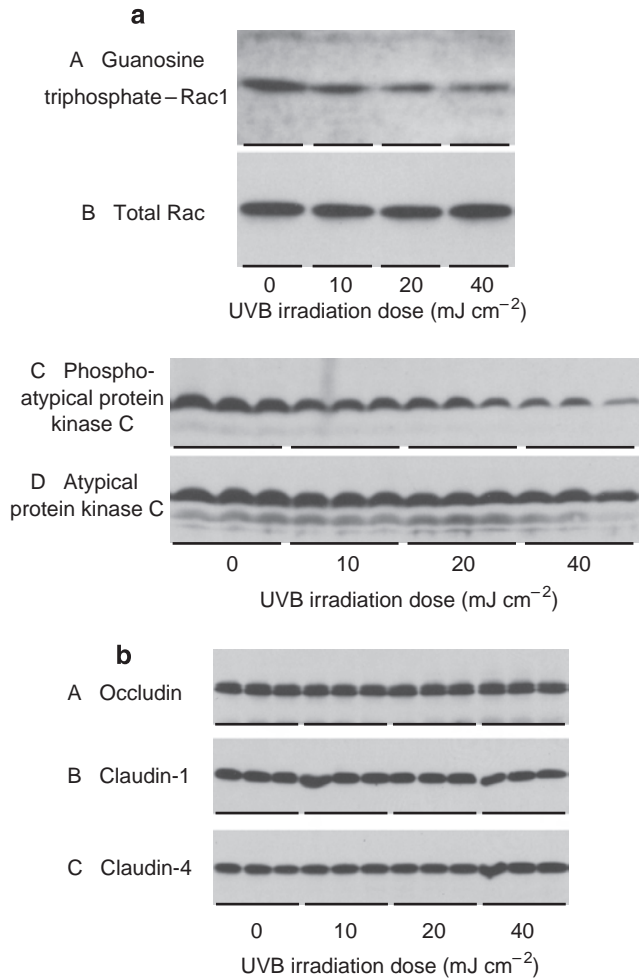 a
A Guanosine
triphosphate–Rac1
B Total Rac
0 10 20 40
UVB irradiation dose (mJ cm−2)
C Phospho-
atypical protein
kinase C
D Atypical
protein kinase C
0 10 20 40
UVB irradiation dose (mJ cm−2)
b
A Occludin
B Claudin-1
C Claudin-4
0 10 20 40
UVB irradiation dose (mJ cm−2)